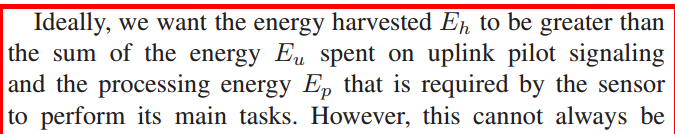 Ideally, we want the energy harvested E_h to be greater than
the sum of the energy E_u spent on uplink pilot signaling
and the processing energy E_p that is required by the sensor
to perform its main tasks. However, this cannot always be